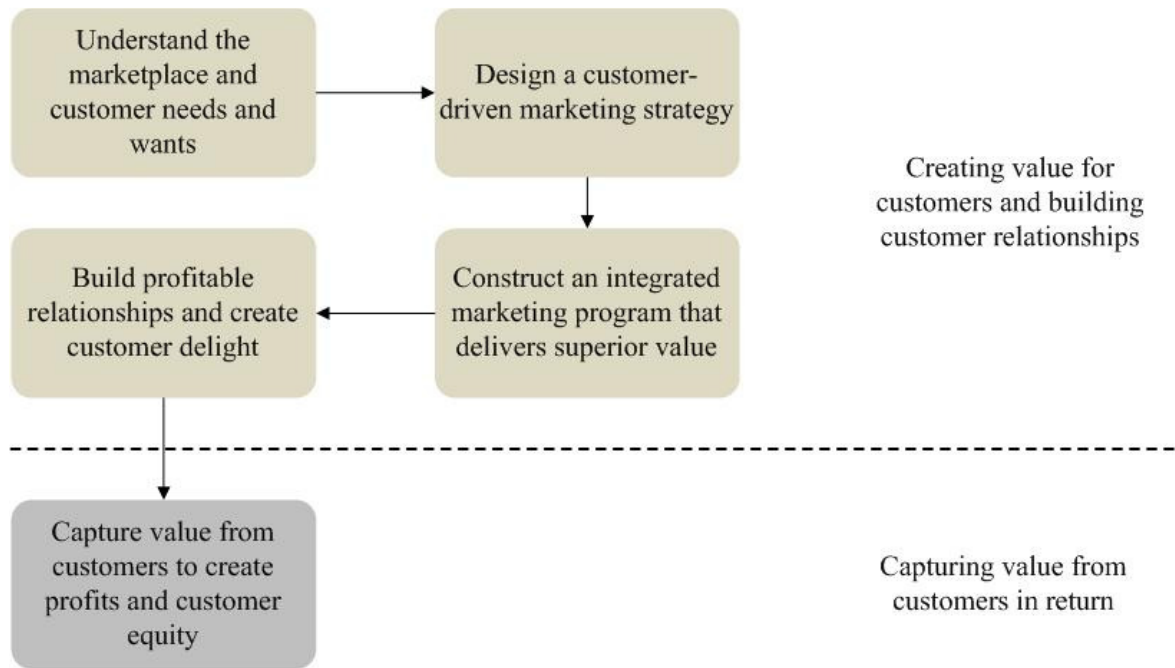 Understand the
marketplace and
customer needs and
wants
Design a customer-
driven marketing strategy
Creating value for
customers and building
customer relationships
Build profitable
relationships and create
customer delight
Construct an integrated
marketing program that
delivers superior value
Capture value from
customers to create
profits and customer
equity
Capturing value from
customers in return